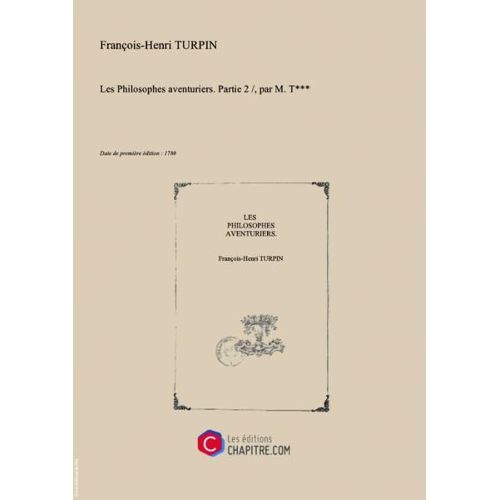 François-Henri TURPIN
Les Philosophes aventuriers. Partie 2 /, par M. T***
Date de première édition : 1780
LES
PHILOSOPHES
AVENTURIERS.
François-Henri TURPIN
C
Les éditions
CHAPITRE.COM